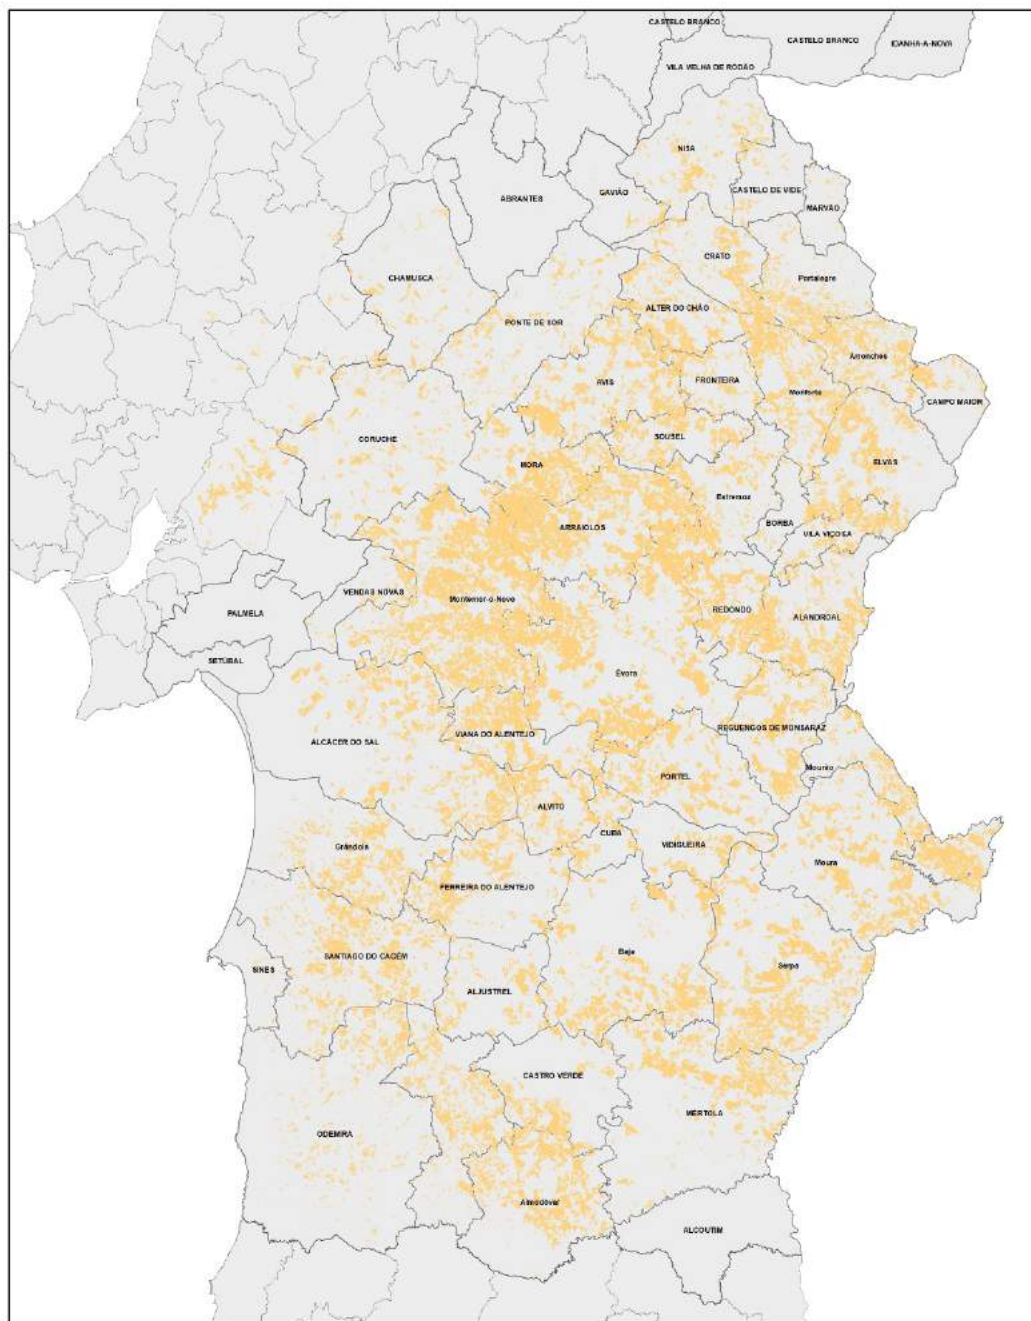 CASTELO BRANCO
CASTELO BRANCO
IDANHA-A-NOVA
VILA VELHA DE RODÃO
NISA
GAVIÃO
CASTELO DE VIDE
ABRANTES
MARVÃO
CRATO
CHAMUSCA
Portalegre
ALTER DO CHÃO
PONTE DE SOR
Arronches
AVIS
FRONTEIRA
Monforte
CAMPO MAIOR
CORUCHE
SOUSEL
MORA
ELVAS
Estremoz
ARRAIOLOS
BORBA
VILA VIÇOSA
VENDAS NOVAS
Montemor-o-Novo
PALMELA
REDONDO
ALANDROAL
SETÚBAL
Évora
REGUENGOS DE MONSARAZ
VIANA DO ALENTEJO
ALCÁCER DO SAL
Mourão
PORTEL
ALVITO
CUBA
Grândola
VIDIGUEIRA
Moura
FERREIRA DO ALENTEJO
Beja
SANTIAGO DO CACÉM
Serpa
SINES
ALJUSTREL
CASTRO VERDE
MÉRTOLA
ODEMIRA
Almodôvar
ALCOUTIM